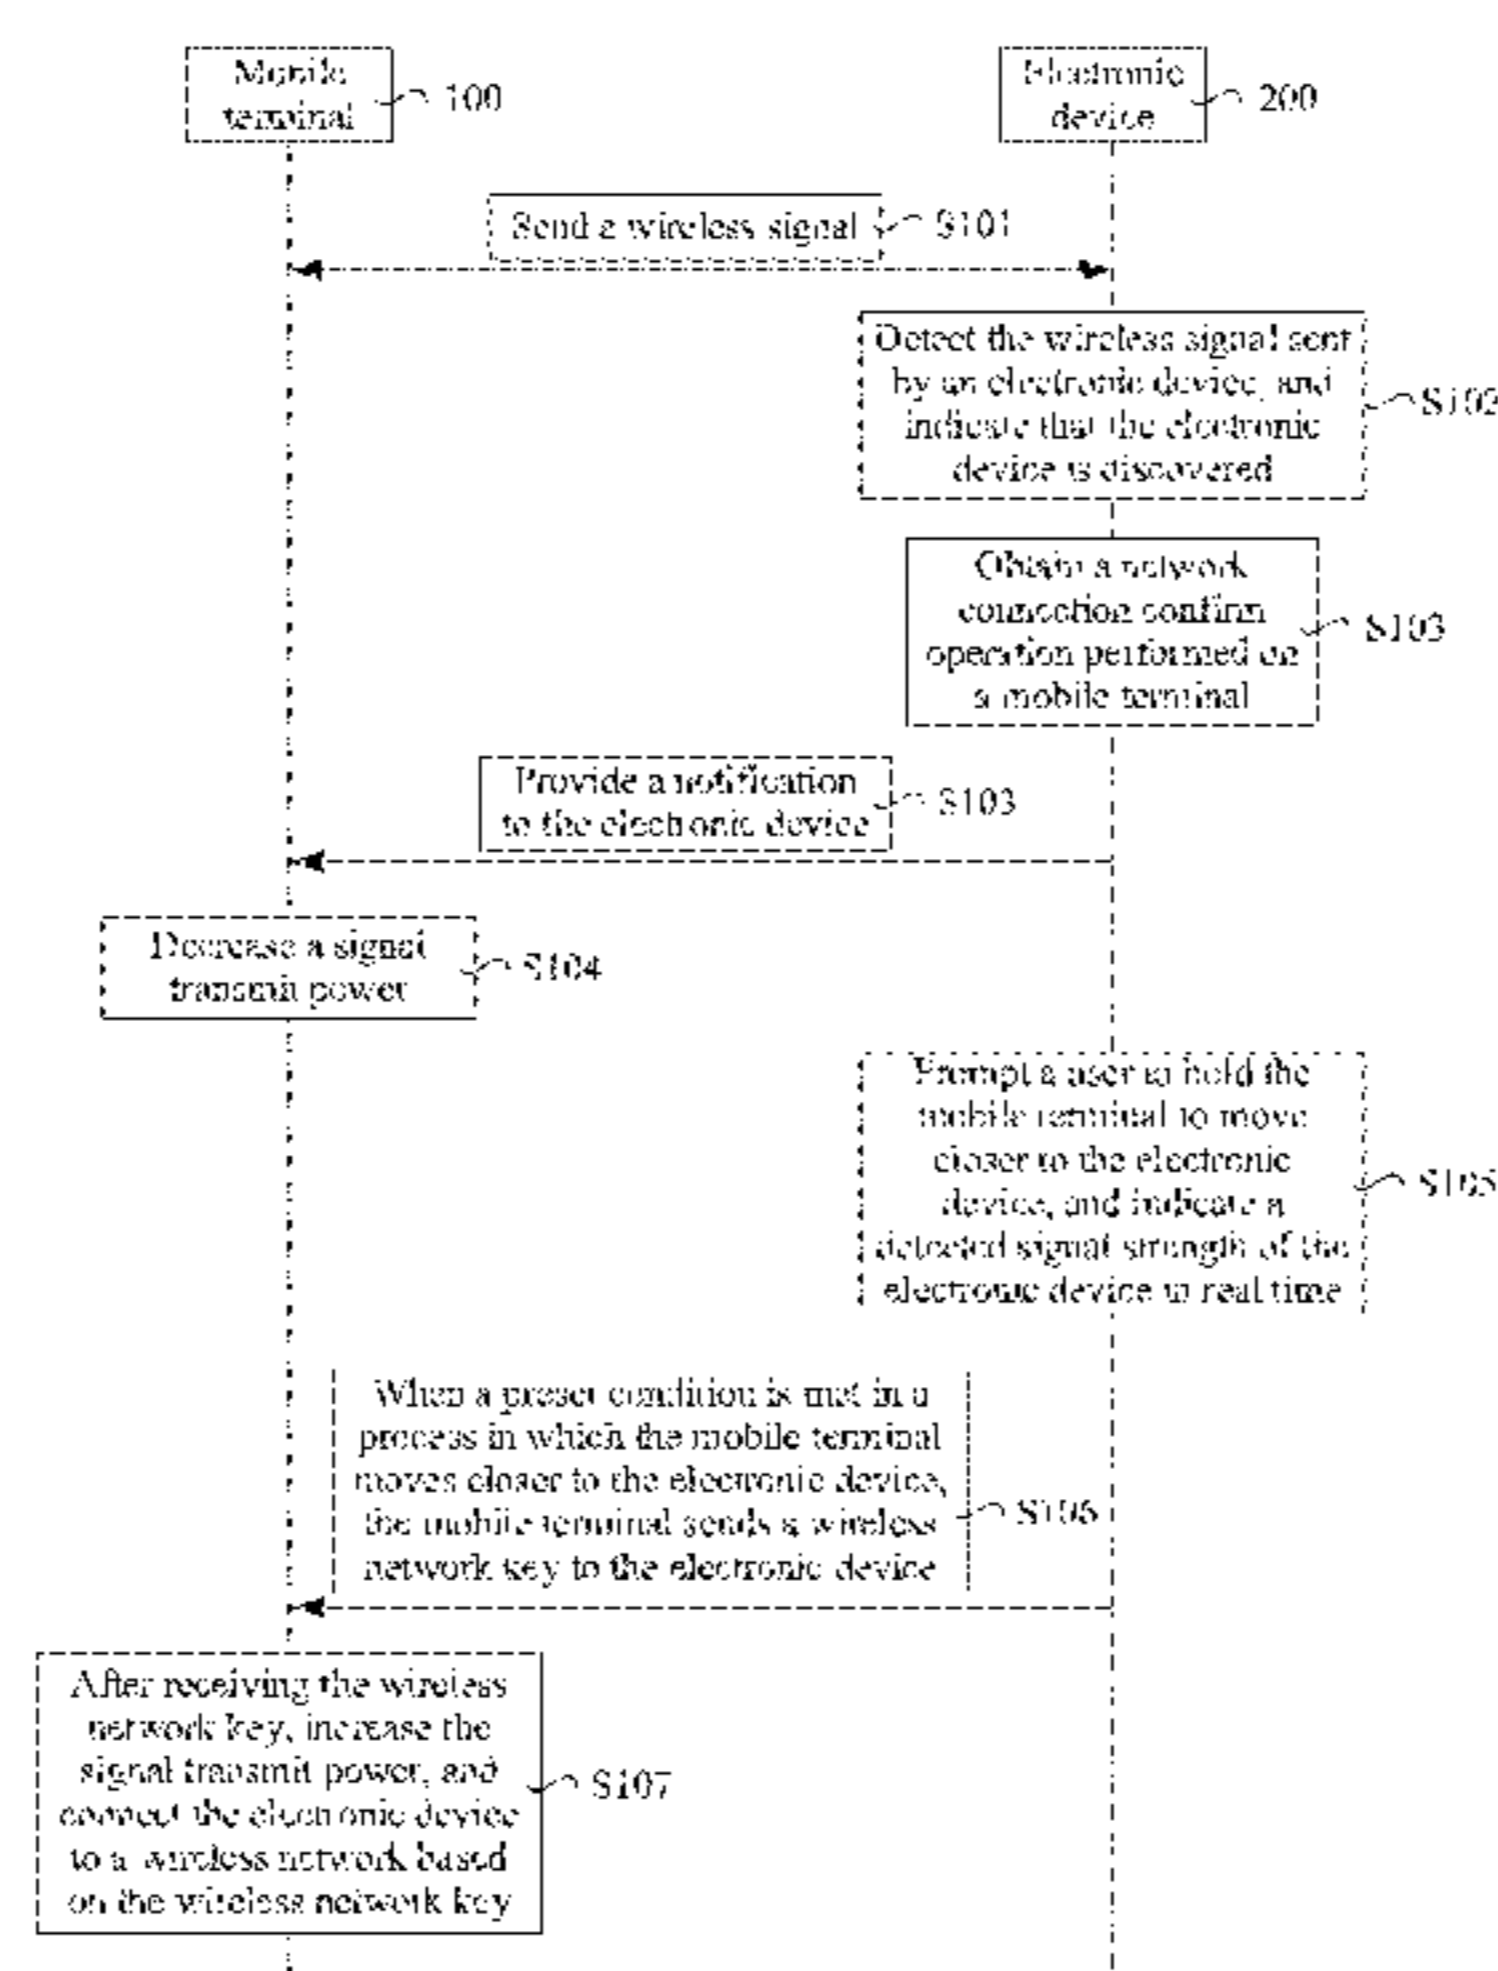 Mobile
terminal
100
Electronic
device
200
Send a wireless signal
S101
Detect the wireless signal sent
by an electronic device, and
indicate that the electronic
device is discovered
S102
Obtain a network
connection confirm
operation performed on
a mobile terminal
S103
Provide a notification
to the electronic device
S103
Decrease a signal
transmit power
S104
Prompt a user to hold the
mobile terminal to move
closer to the electronic
device, and indicate a
detected signal strength of the
electronic device in real time
S105
When a preset condition is met in a
process in which the mobile terminal
moves closer to the electronic device,
the mobile terminal sends a wireless
network key to the electronic device
S106
After receiving the wireless
network key, increase the
signal transmit power, and
connect the electronic device
to a wireless network based
on the wireless network key
S107